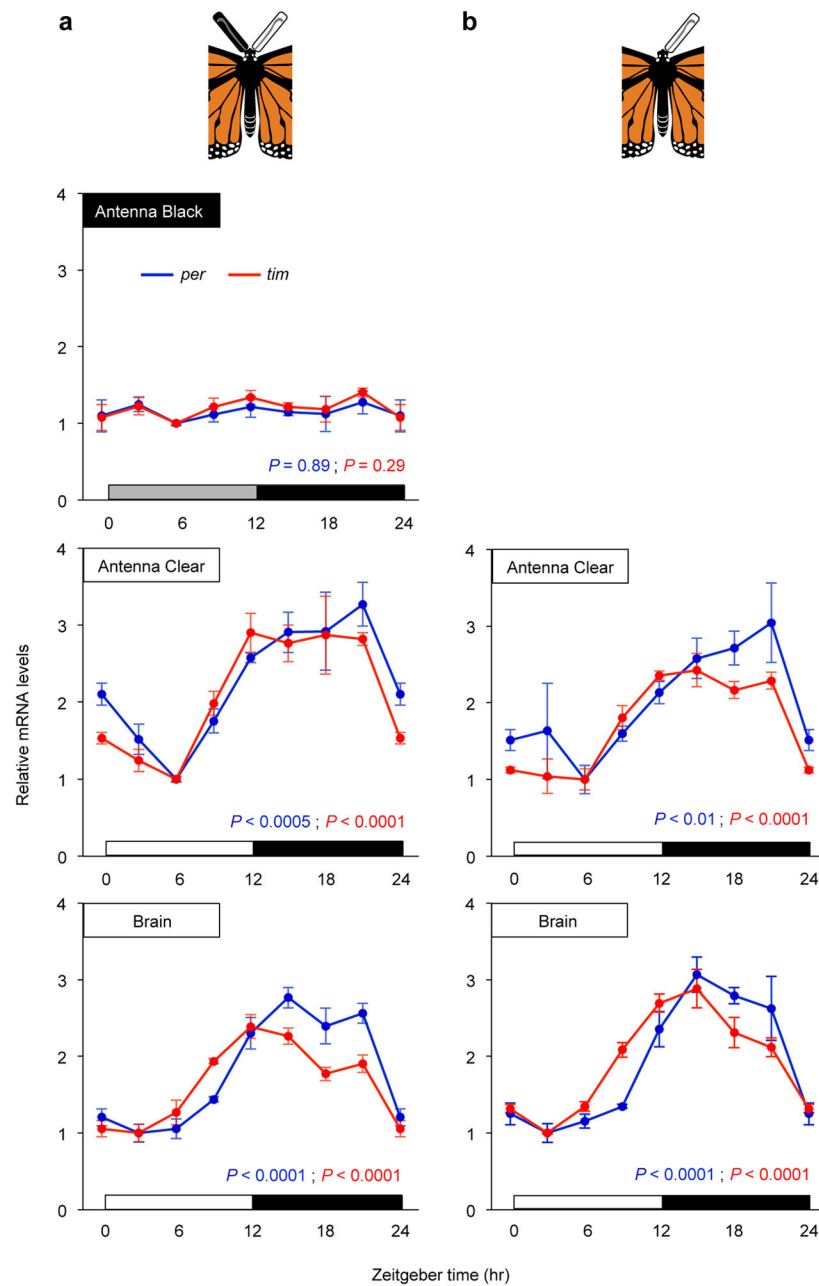 a
b
Antenna Black
4
3
2
1
0
per
tim
P = 0.89 ; P = 0.29
0 6 12 18 24
Relative mRNA levels
Antenna Clear
4
3
2
1
0
P < 0.0005 ; P < 0.0001
0 6 12 18 24
Antenna Clear
4
3
2
1
0
P < 0.01 ; P < 0.0001
0 6 12 18 24
Brain
4
3
2
1
0
P < 0.0001 ; P < 0.0001
0 6 12 18 24
Brain
4
3
2
1
0
P < 0.0001 ; P < 0.0001
0 6 12 18 24
Zeitgeber time (hr)